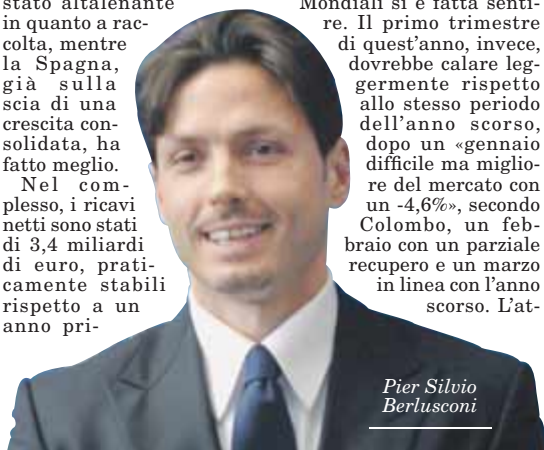 stato altalenante
in quanto a rac-
colta, mentre
la Spagna,
già sulla
scia di una
crescita con-
solidata, ha
fatto meglio.
Nel com-
plesso, i ricavi
netti sono stati
di 3,4 miliardi
di euro, prati-
camente stabili
rispetto a un
anno pri-
Mondiali si è fatta senti-
re. Il primo trimestre
di quest'anno, invece,
dovrebbe calare leg-
germente rispetto
allo stesso periodo
dell'anno scorso,
dopo un «gennaio
difficile ma miglio-
re del mercato con
un -4,6%», secondo
Colombo, un feb-
braio con un parziale
recupero e un marzo
in linea con l'anno
scorso. L'at-
Pier Silvio
Berlusconi